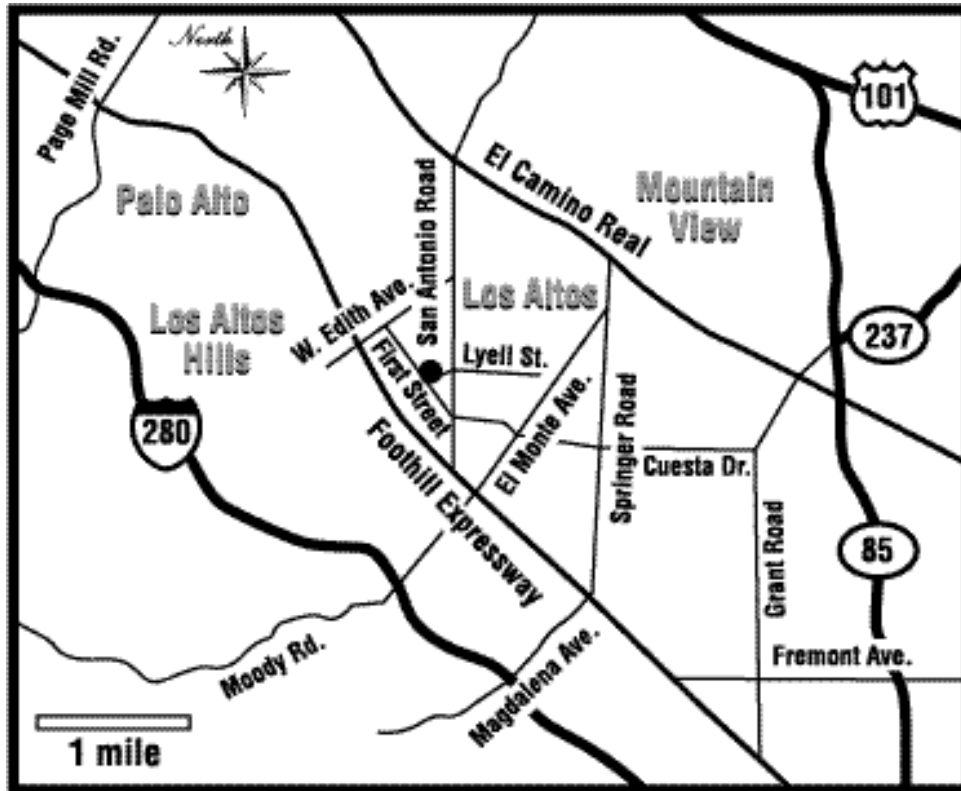 North
Page Mill Rd.
101
El Camino Real
Palo Alto
San Antonio Road
Mountain
View
W. Edith Ave.
Los Altos
Los Altos
Hills
237
First Street
Lyell St.
280
El Monte Ave.
Springer Road
Cuesta Dr.
Foothill Expressway
85
Grant Road
Moody Rd.
Magdalena Ave.
Fremont Ave.
1 mile